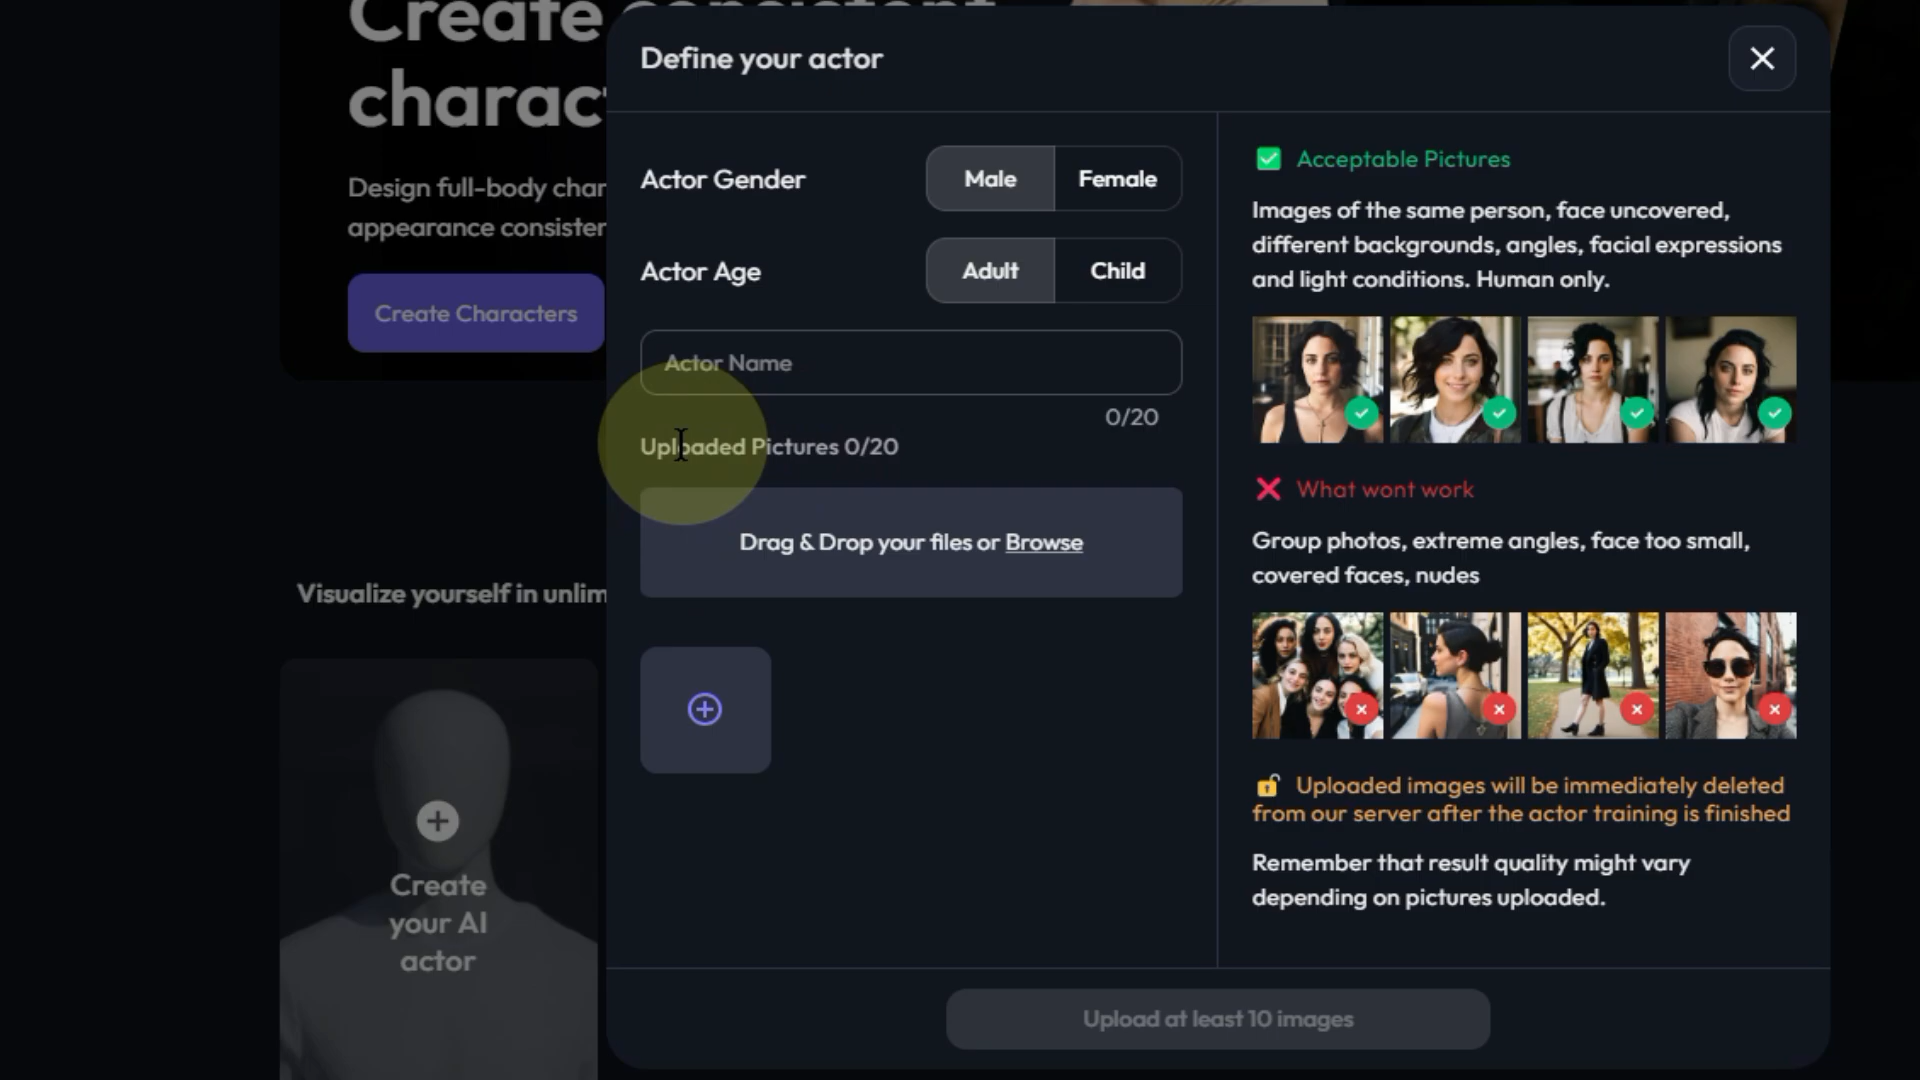 Create consistent
charac
Design full-body char
appearance consister
Create Characters
Visualize yourself in unlim
Create
your AI
actor
Define your actor
Actor Gender
Male
Female
Actor Age
Adult
Child
Actor Name
0/20
Uploaded Pictures 0/20
Drag & Drop your files or Browse
Acceptable Pictures
Images of the same person, face uncovered,
different backgrounds, angles, facial expressions
and light conditions. Human only.
What wont work
Group photos, extreme angles, face too small,
covered faces, nudes
Uploaded images will be immediately deleted
from our server after the actor training is finished
Remember that result quality might vary
depending on pictures uploaded.
Upload at least 10 images